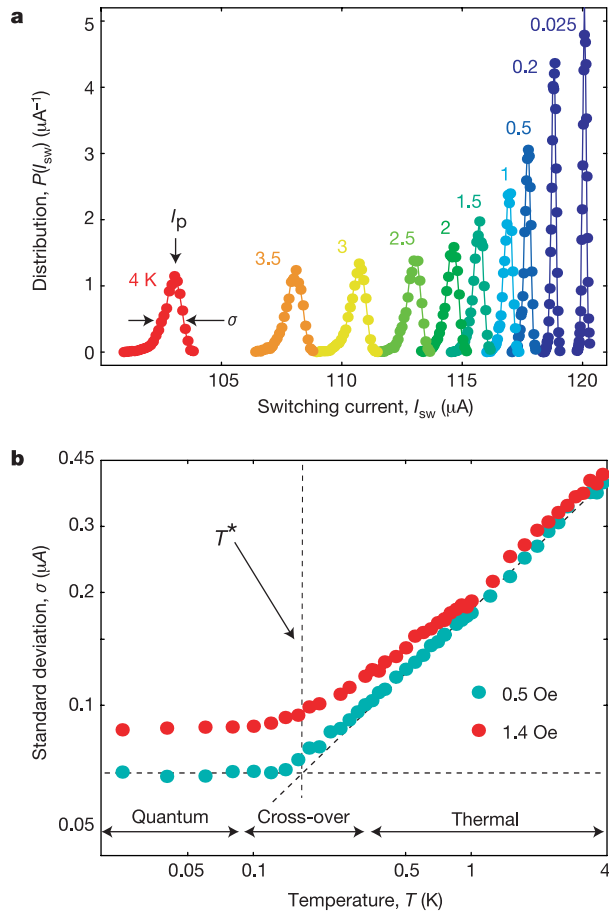 a
Distribution, P(Isw) (μA⁻¹)
5
4
3
2
1
0
0.025
0.2
0.5
1
1.5
2
2.5
3
3.5
4 K
Ip
σ
105 110 115 120
Switching current, Isw (μA)
b
Standard deviation, σ (μA)
0.45
0.3
0.2
0.1
0.05
T*
0.5 Oe
1.4 Oe
Quantum Cross-over Thermal
0.05 0.1 0.5 1 4
Temperature, T (K)